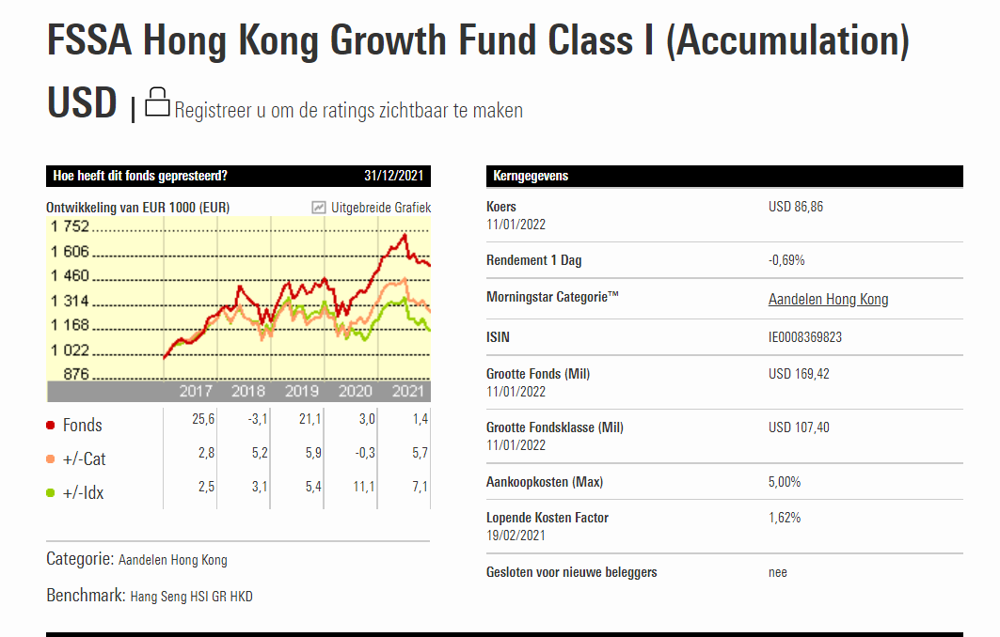 FSSA Hong Kong Growth Fund Class I (Accumulation)
USD | Registreer u om de ratings zichtbaar te maken
Hoe heeft dit fonds gepresteerd? 31/12/2021
Ontwikkeling van EUR 1000 (EUR) Uitgebreide Grafiek
1 752
1 606
1 460
1 314
1 168
1 022
876
2017 2018 2019 2020 2021
Fonds 25,6 -3,1 21,1 3,0 1,4
+/-Cat 2,8 5,2 5,9 -0,3 5,7
+/-Idx 2,5 3,1 5,4 11,1 7,1
Categorie: Aandelen Hong Kong
Benchmark: Hang Seng HSI GR HKD
Kerngegevens
Koers USD 86,86
11/01/2022
Rendement 1 Dag -0,69%
Morningstar Categorie™ Aandelen Hong Kong
ISIN IE0008369823
Grootte Fonds (Mil) USD 169,42
11/01/2022
Grootte Fondsklasse (Mil) USD 107,40
11/01/2022
Aankoopkosten (Max) 5,00%
Lopende Kosten Factor 1,62%
19/02/2021
Gesloten voor nieuwe beleggers nee